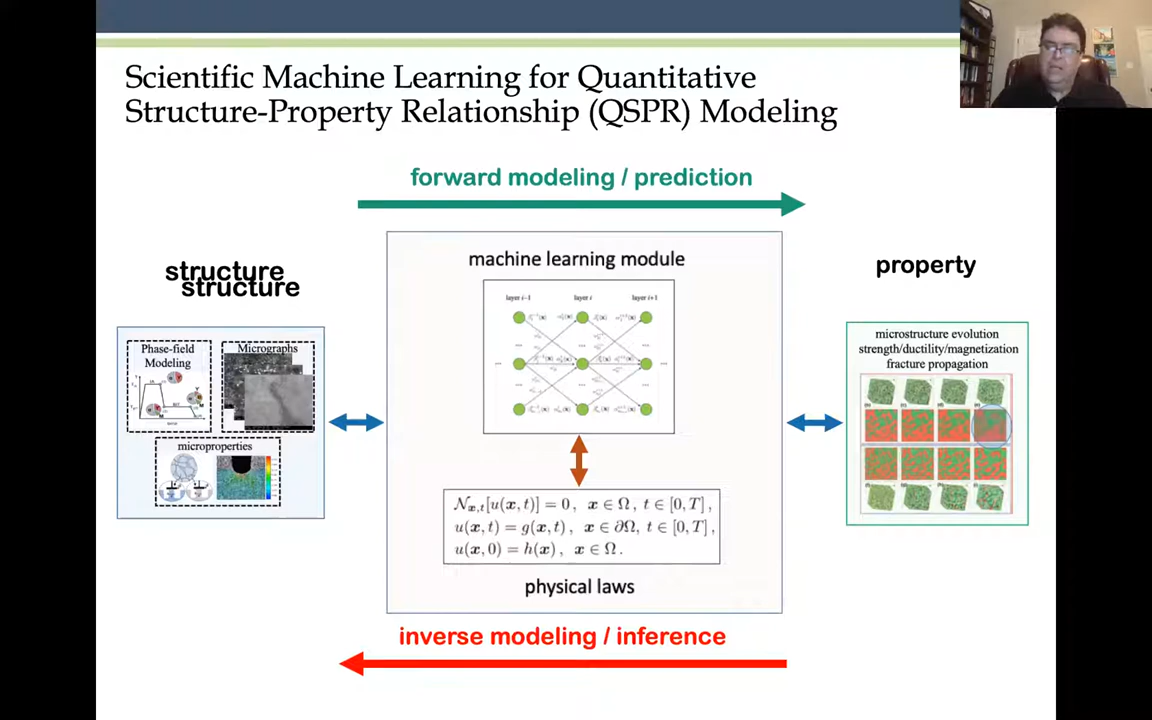 Scientific Machine Learning for Quantitative
Structure-Property Relationship (QSPR) Modeling
forward modeling / prediction
structure
structure
Phase-field
Modeling
Micrographs
microproperties
machine learning module
layer i−1 layer i layer i+1
𝒩ₓ,ₜ[u(x, t)] = 0, x ∈ Ω, t ∈ [0, T],
u(x, t) = g(x, t), x ∈ ∂Ω, t ∈ [0, T],
u(x, 0) = h(x), x ∈ Ω.
physical laws
property
microstructure evolution
strength/ductility/magnetization
fracture propagation
inverse modeling / inference